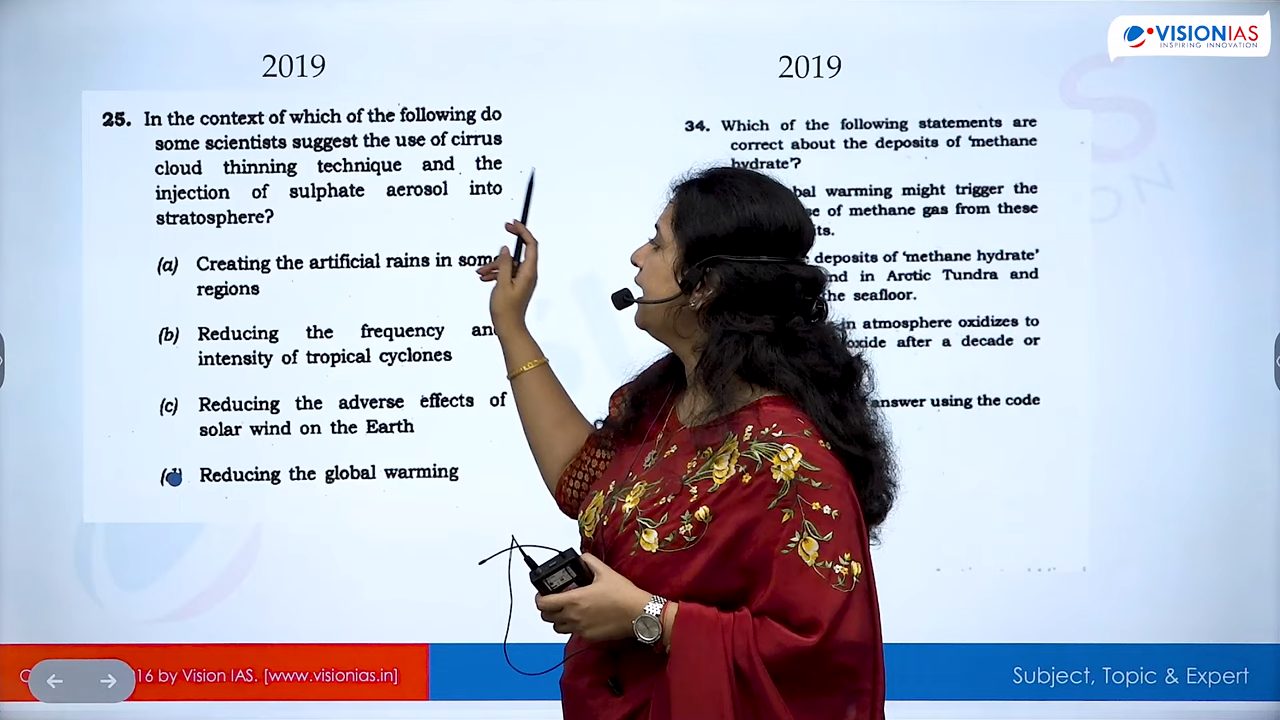 VISIONIAS
INSPIRING INNOVATION
2019
25. In the context of which of the following do
some scientists suggest the use of cirrus
cloud thinning technique and the
injection of sulphate aerosol into
stratosphere?
(a) Creating the artificial rains in some
regions
(b) Reducing the frequency and
intensity of tropical cyclones
(c) Reducing the adverse effects of
solar wind on the Earth
Reducing the global warming
2019
34. Which of the following statements are
correct about the deposits of 'methane
hydrate'?
warming might trigger the
of methane gas from these
deposits of 'methane hydrate'
in Arctic Tundra and
the seafloor.
in atmosphere oxidizes to
after a decade or
answer using the code
16 by Vision IAS. [www.visionias.in]
Subject, Topic & Expert